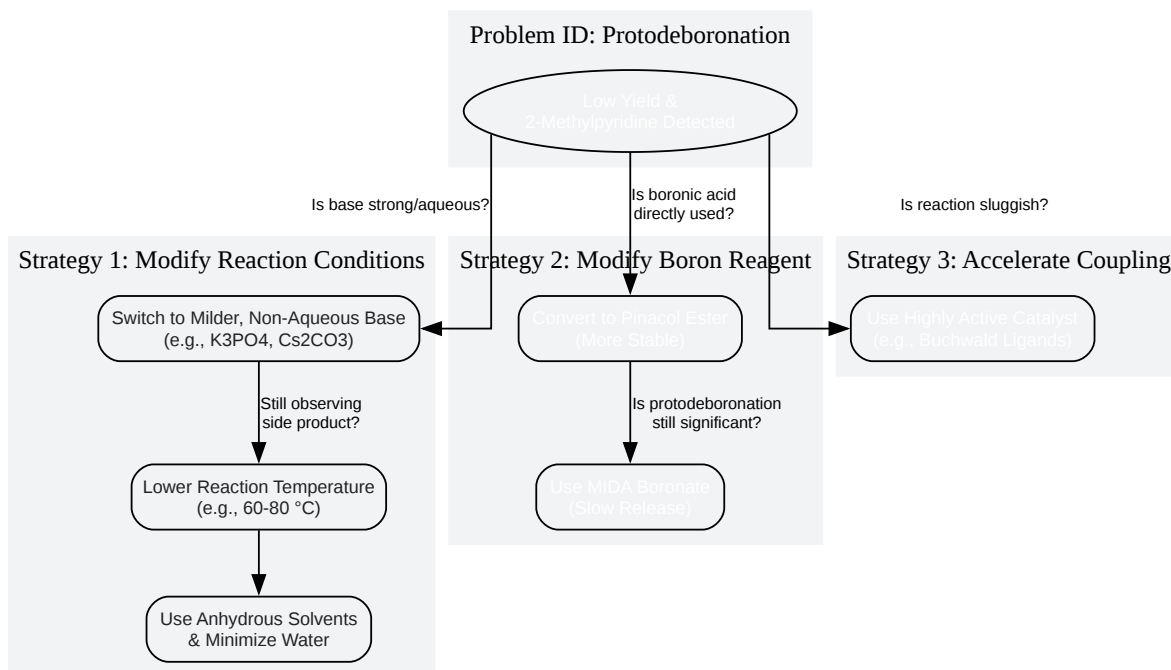 Problem ID: Protodeboronation
Low Yield &
2-Methylpyridine Detected
Is base strong/aqueous?
Is boronic acid
directly used?
Is reaction sluggish?
Strategy 1: Modify Reaction Conditions
Switch to Milder, Non-Aqueous Base
(e.g., K3PO4, Cs2CO3)
Still observing
side product?
Lower Reaction Temperature
(e.g., 60-80 °C)
Use Anhydrous Solvents
& Minimize Water
Strategy 2: Modify Boron Reagent
Convert to Pinacol Ester
(More Stable)
Is protodeboronation
still significant?
Use MIDA Boronate
(Slow Release)
Strategy 3: Accelerate Coupling
Use Highly Active Catalyst
(e.g., Buchwald Ligands)